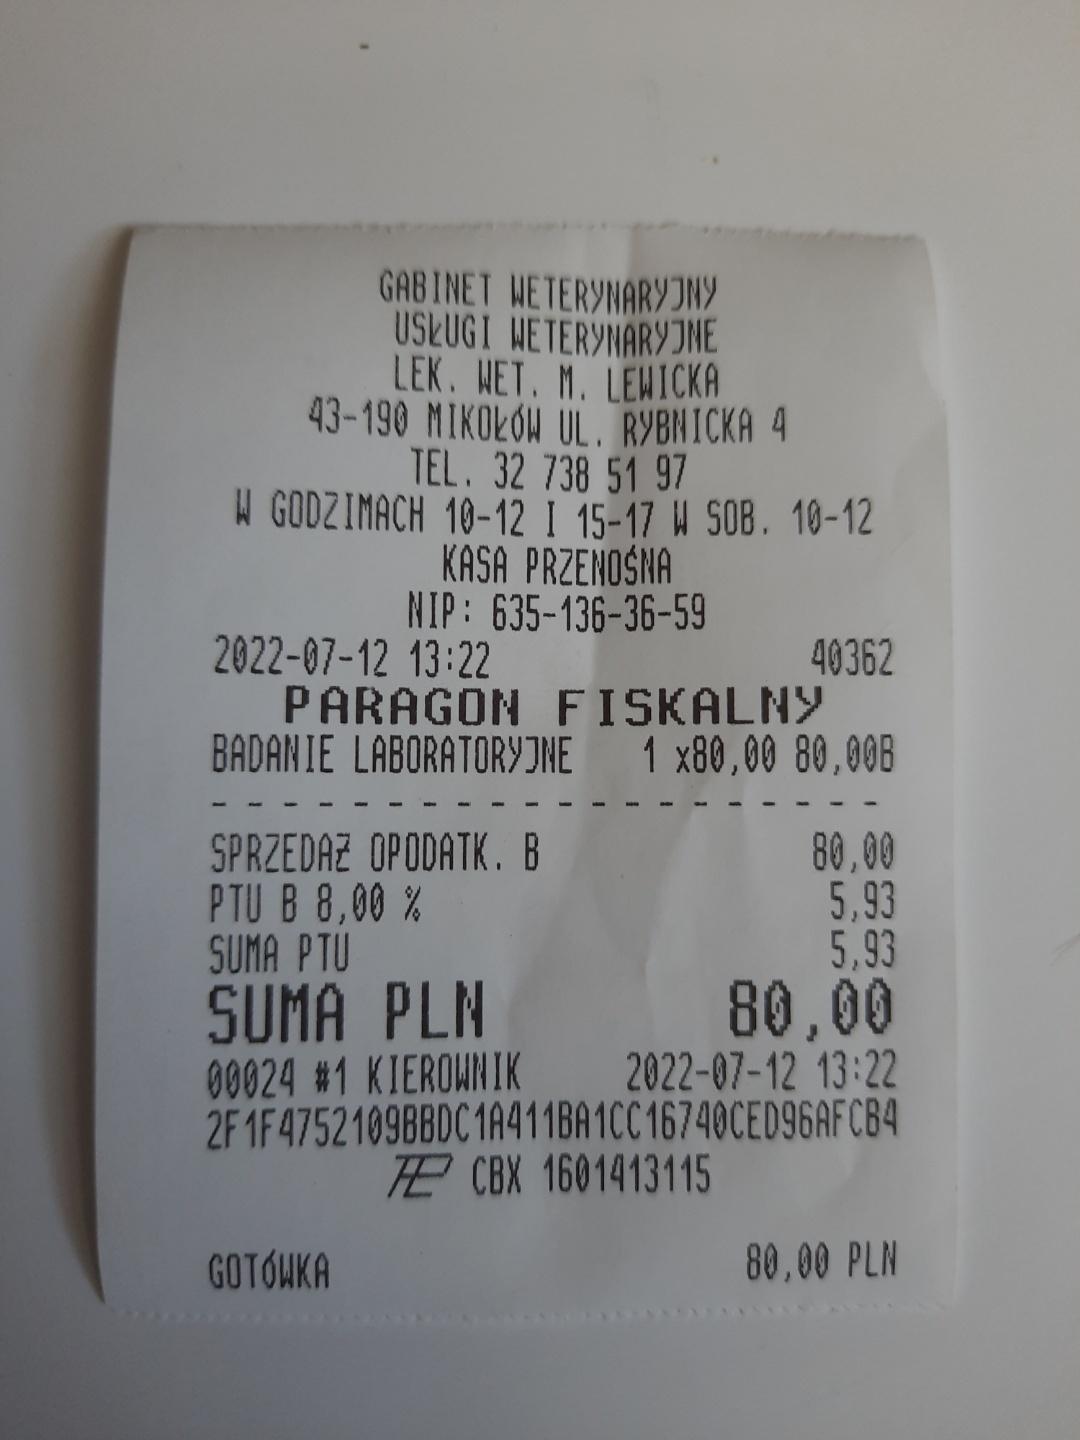 GABINET WETERYNARYJNY
USŁUGI WETERYNARYJNE
LEK. WET. M. LEWICKA
43-190 MIKOŁÓW UL. RYBNICKA 4
TEL. 32 738 51 97
W GODZIMACH 10-12 I 15-17 W SOB. 10-12
KASA PRZENOŚNA
NIP: 635-136-36-59
2022-07-12 13:22 40362
PARAGON FISKALNY
BADANIE LABORATORYJNE 1 x80,00 80,00B
- - - - - - - - - - - - - - - - - - -
SPRZEDAŻ OPODATK. B 80,00
PTU B 8,00 % 5,93
SUMA PTU 5,93
SUMA PLN 80,00
00024 #1 KIEROWNIK 2022-07-12 13:22
2F1F4752109BBDC1A411BA1CC16740CED96AFCB4
CBX 1601413115
GOTÓWKA 80,00 PLN